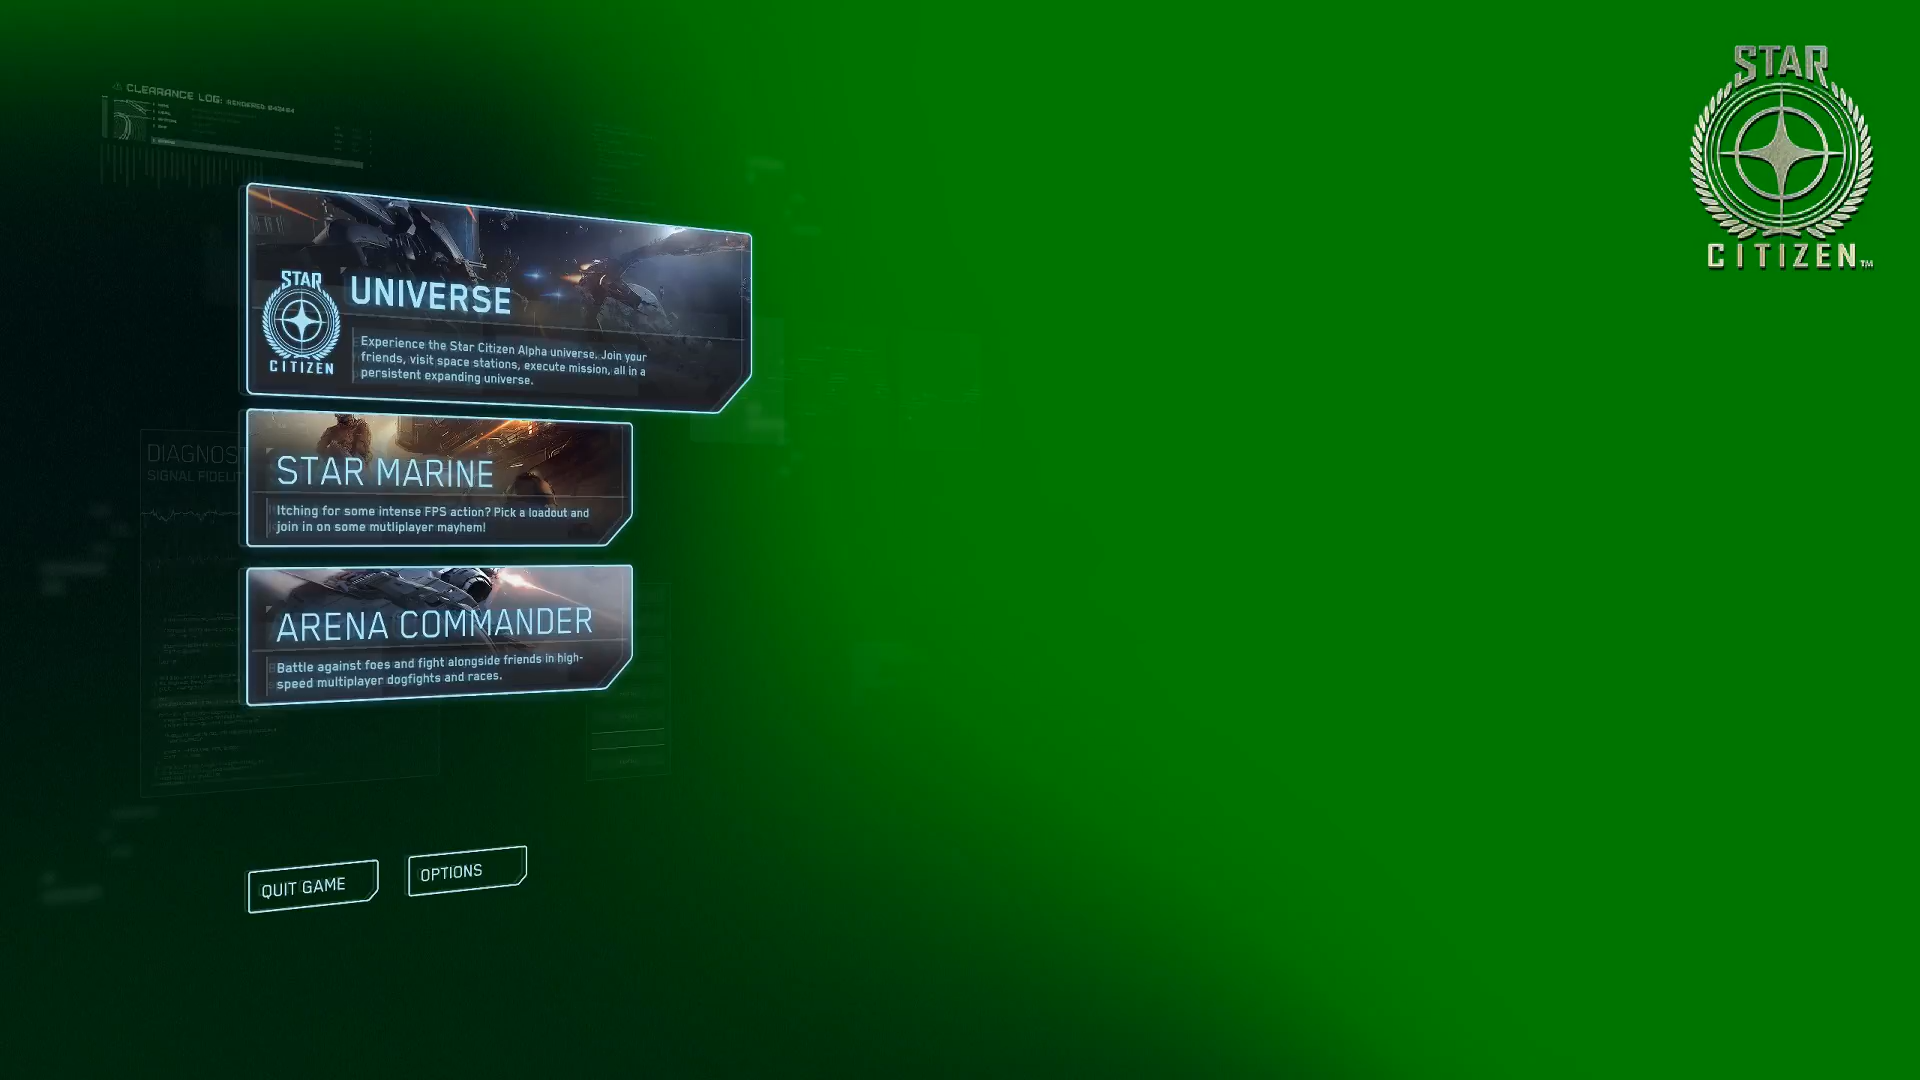 STAR
CITIZEN™
CLEARANCE LOG:
UNIVERSE
STAR
CITIZEN
Experience the Star Citizen Alpha universe. Join your
friends, visit space stations, execute mission, all in a
persistent expanding universe.
DIAGNOS
SIGNAL FIDELIT
STAR MARINE
Itching for some intense FPS action? Pick a loadout and
join in on some mutliplayer mayhem!
ARENA COMMANDER
Battle against foes and fight alongside friends in high-
speed multiplayer dogfights and races.
QUIT GAME
OPTIONS